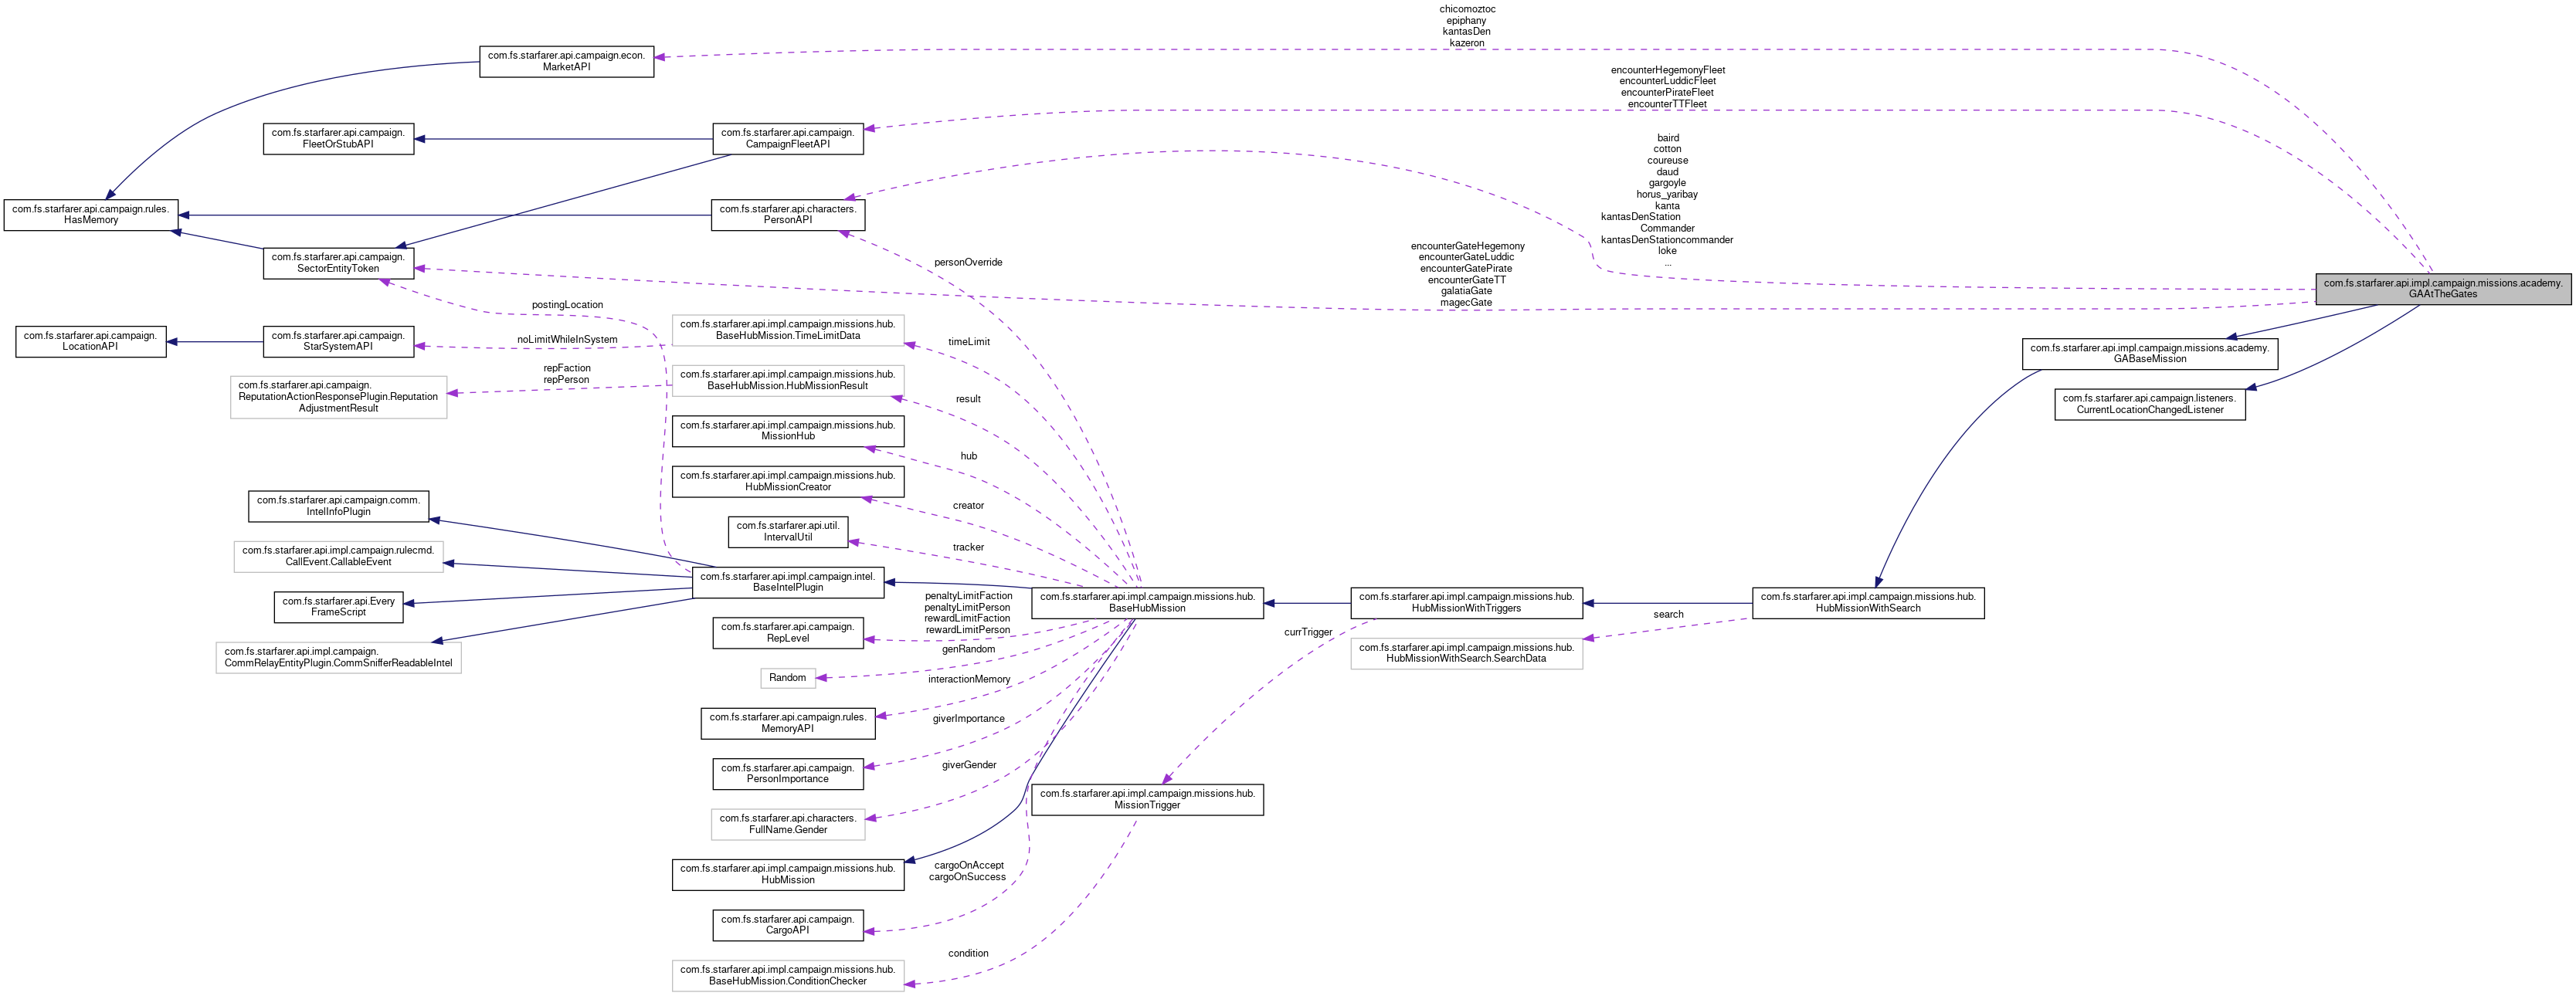 chicomoztoc
epiphany
kantasDen
kazeron
com.fs.starfarer.api.campaign.econ.
MarketAPI
encounterHegemonyFleet
encounterLuddicFleet
encounterPirateFleet
encounterTTFleet
com.fs.starfarer.api.campaign.
FleetOrStubAPI
com.fs.starfarer.api.campaign.
CampaignFleetAPI
baird
cotton
coureuse
daud
gargoyle
horus_yaribay
kanta
kantasDenStation
Commander
kantasDenStationcommander
loke
...
com.fs.starfarer.api.campaign.rules.
HasMemory
com.fs.starfarer.api.characters.
PersonAPI
com.fs.starfarer.api.campaign.
SectorEntityToken
personOverride
encounterGateHegemony
encounterGateLuddic
encounterGatePirate
encounterGateTT
galatiaGate
magecGate
com.fs.starfarer.api.impl.campaign.missions.academy.
GAAtTheGates
postingLocation
com.fs.starfarer.api.campaign.
LocationAPI
com.fs.starfarer.api.campaign.
StarSystemAPI
noLimitWhileInSystem
com.fs.starfarer.api.impl.campaign.missions.hub.
BaseHubMission.TimeLimitData
timeLimit
com.fs.starfarer.api.impl.campaign.missions.academy.
GABaseMission
com.fs.starfarer.api.campaign.
ReputationActionResponsePlugin.Reputation
AdjustmentResult
repFaction
repPerson
com.fs.starfarer.api.impl.campaign.missions.hub.
BaseHubMission.HubMissionResult
result
com.fs.starfarer.api.campaign.listeners.
CurrentLocationChangedListener
com.fs.starfarer.api.impl.campaign.missions.hub.
MissionHub
hub
com.fs.starfarer.api.impl.campaign.missions.hub.
HubMissionCreator
creator
com.fs.starfarer.api.campaign.comm.
IntelInfoPlugin
com.fs.starfarer.api.util.
IntervalUtil
tracker
com.fs.starfarer.api.impl.campaign.rulecmd.
CallEvent.CallableEvent
com.fs.starfarer.api.impl.campaign.intel.
BaseIntelPlugin
com.fs.starfarer.api.Every
FrameScript
penaltyLimitFaction
penaltyLimitPerson
rewardLimitFaction
rewardLimitPerson
com.fs.starfarer.api.impl.campaign.missions.hub.
BaseHubMission
com.fs.starfarer.api.impl.campaign.missions.hub.
HubMissionWithTriggers
com.fs.starfarer.api.impl.campaign.missions.hub.
HubMissionWithSearch
search
com.fs.starfarer.api.impl.campaign.
CommRelayEntityPlugin.CommSnifferReadableIntel
com.fs.starfarer.api.campaign.
RepLevel
currTrigger
com.fs.starfarer.api.impl.campaign.missions.hub.
HubMissionWithSearch.SearchData
genRandom
Random
interactionMemory
com.fs.starfarer.api.campaign.rules.
MemoryAPI
giverImportance
com.fs.starfarer.api.campaign.
PersonImportance
giverGender
com.fs.starfarer.api.characters.
FullName.Gender
com.fs.starfarer.api.impl.campaign.missions.hub.
MissionTrigger
com.fs.starfarer.api.impl.campaign.missions.hub.
HubMission
cargoOnAccept
cargoOnSuccess
com.fs.starfarer.api.campaign.
CargoAPI
condition
com.fs.starfarer.api.impl.campaign.missions.hub.
BaseHubMission.ConditionChecker